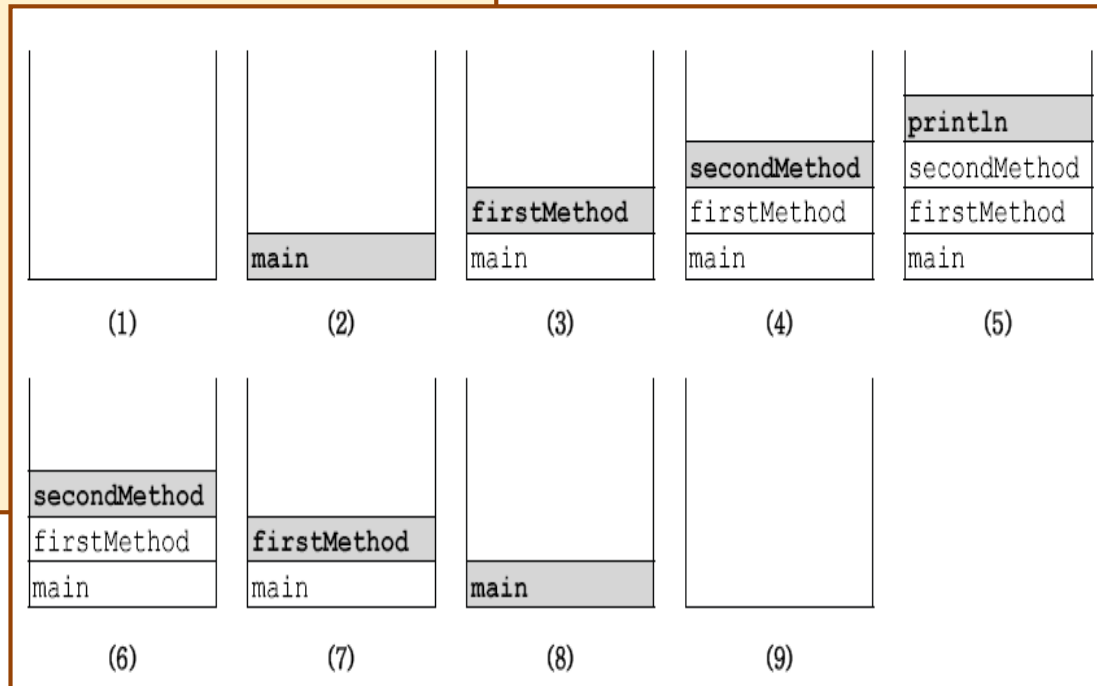 println
secondMethod
secondMethod
firstMethod
firstMethod
firstMethod
main
main
main
main
(1)
(2)
(3)
(4)
(5)
secondMethod
firstMethod
firstMethod
main
main
main
(6)
(7)
(8)
(9)